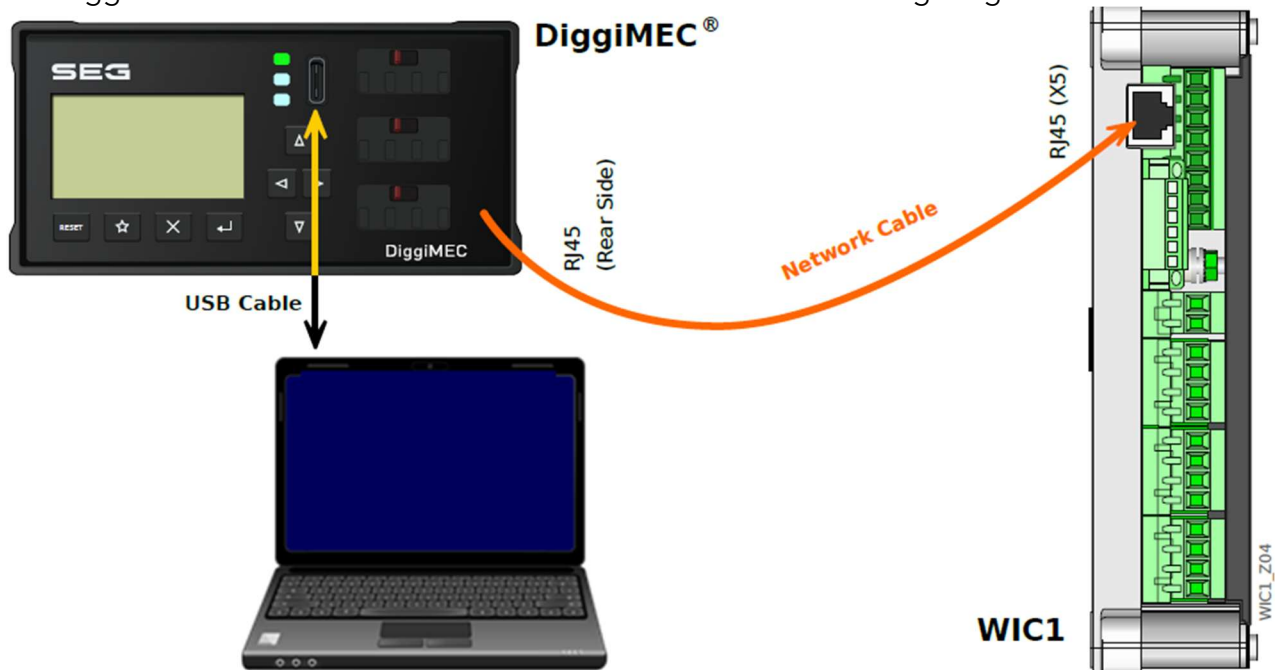 DiggiMEC®
SEG
RESET
DiggiMEC
USB Cable
RJ45
(Rear Side)
Network Cable
RJ45 (X5)
WIC1
WIC1_Z04